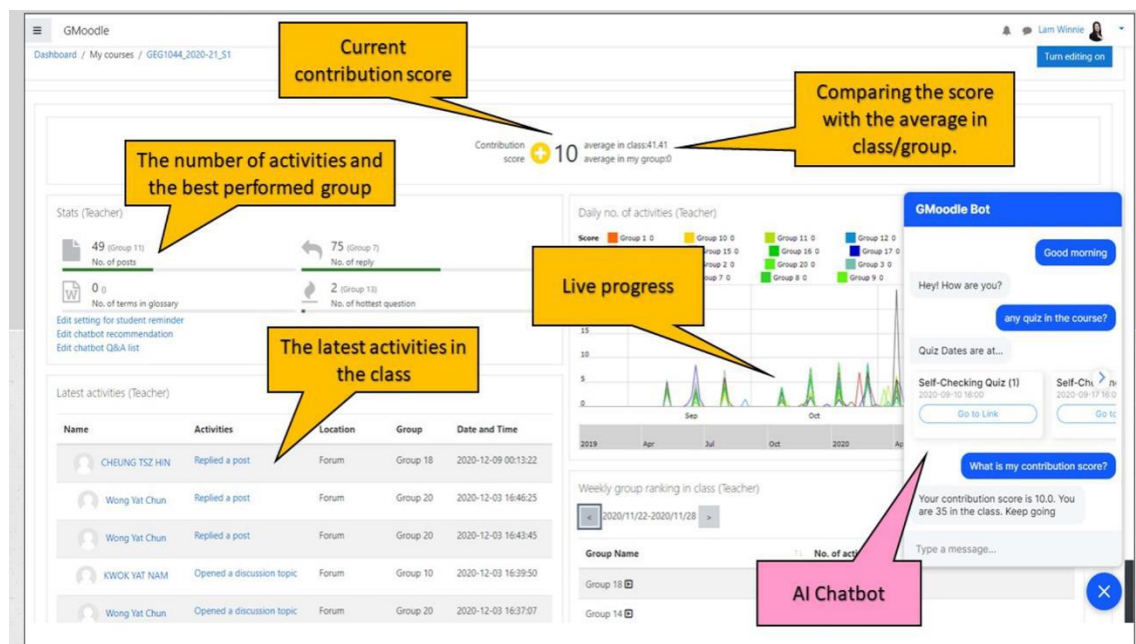 GMoodle
Lam Winnie
Dashboard / My courses / GEG1044_2020-21_S1
Turn editing on
Current
contribution score
Comparing the score
with the average in
class/group.
Contribution
score
10
average in class:41.41
average in my group:0
The number of activities and
the best performed group
Stats (Teacher)
49 (Group 11)
No. of posts
75 (Group 7)
No. of reply
0 ()
No. of terms in glossary
2 (Group 13)
No. of hottest question
Edit setting for student reminder
Edit chatbot recommendation
Edit chatbot Q&A list
The latest activities in
the class
Latest activities (Teacher)
Name Activities Location Group Date and Time
CHEUNG TSZ HIN Replied a post Forum Group 18 2020-12-09 00:13:22
Wong Yat Chun Replied a post Forum Group 20 2020-12-03 16:46:25
Wong Yat Chun Replied a post Forum Group 20 2020-12-03 16:43:45
KWOK YAT NAM Opened a discussion topic Forum Group 10 2020-12-03 16:39:50
Wong Yat Chun Opened a discussion topic Forum Group 20 2020-12-03 16:37:07
Daily no. of activities (Teacher)
Score Group 1 0 Group 10 0 Group 11 0 Group 12 0
Group 15 0 Group 16 0 Group 17 0
Group 2 0 Group 20 0 Group 3 0
Group 7 0 Group 8 0 Group 9 0
Live progress
15
10
5
0
Sep Oct
2019 Apr Jul Oct 2020
Weekly group ranking in class (Teacher)
< 2020/11/22-2020/11/28 >
Group Name
Group 18
Group 14
GMoodle Bot
Good morning
Hey! How are you?
any quiz in the course?
Quiz Dates are at...
Self-Checking Quiz (1)
2020-09-10 16:00
Go to Link
What is my contribution score?
Your contribution score is 10.0. You
are 35 in the class. Keep going
Type a message...
AI Chatbot